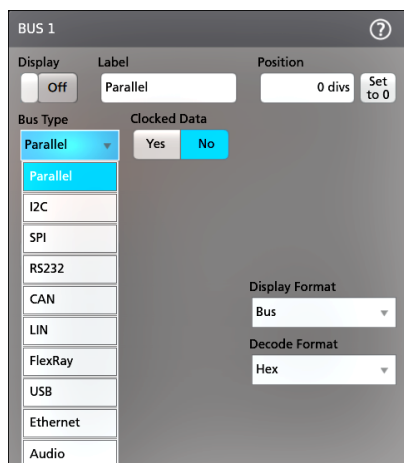 BUS 1
?
Display Label Position
Off Parallel 0 divs Set to 0
Bus Type Clocked Data
Parallel Yes No
Parallel
I2C
SPI
RS232
CAN
LIN
FlexRay
USB
Ethernet
Audio
Display Format
Bus
Decode Format
Hex